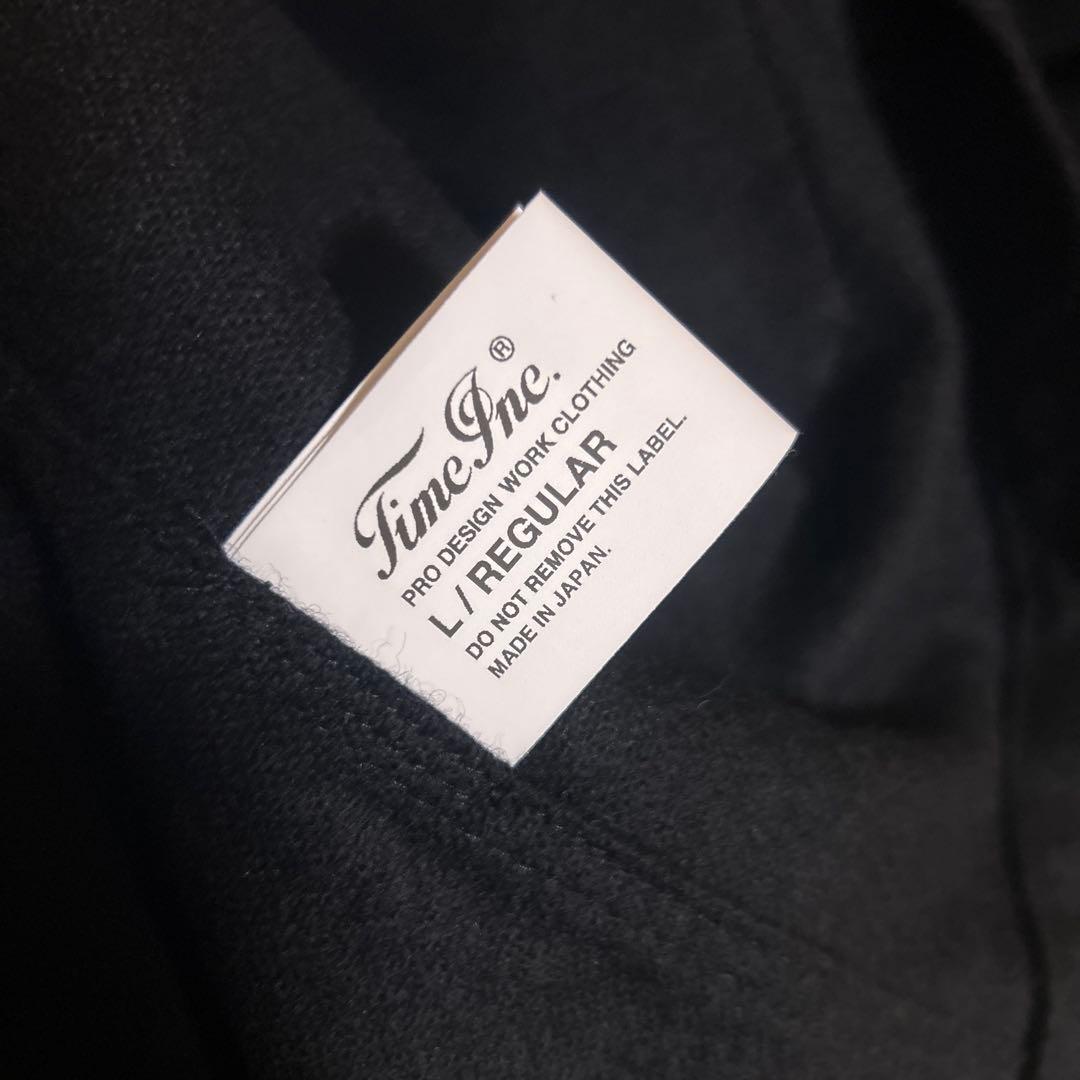 Time Inc.®
PRO DESIGN WORK CLOTHING
L / REGULAR
DO NOT REMOVE THIS LABEL.
MADE IN JAPAN.